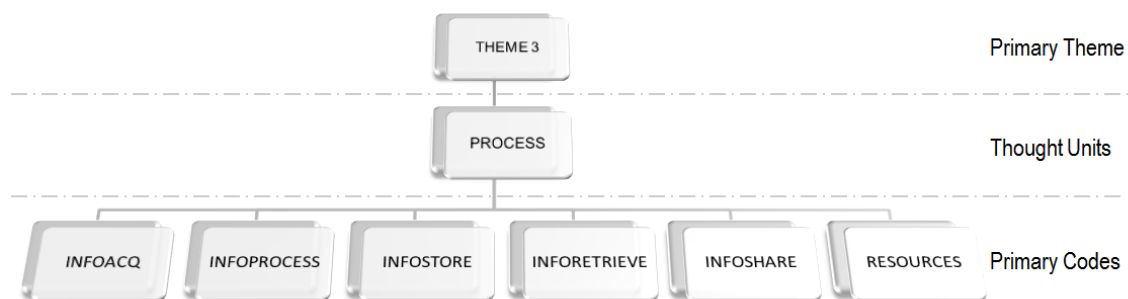 THEME 3
Primary Theme
PROCESS
Thought Units
INFOACQ
INFOPROCESS
INFOSTORE
INFORETRIEVE
INFOSHARE
RESOURCES
Primary Codes